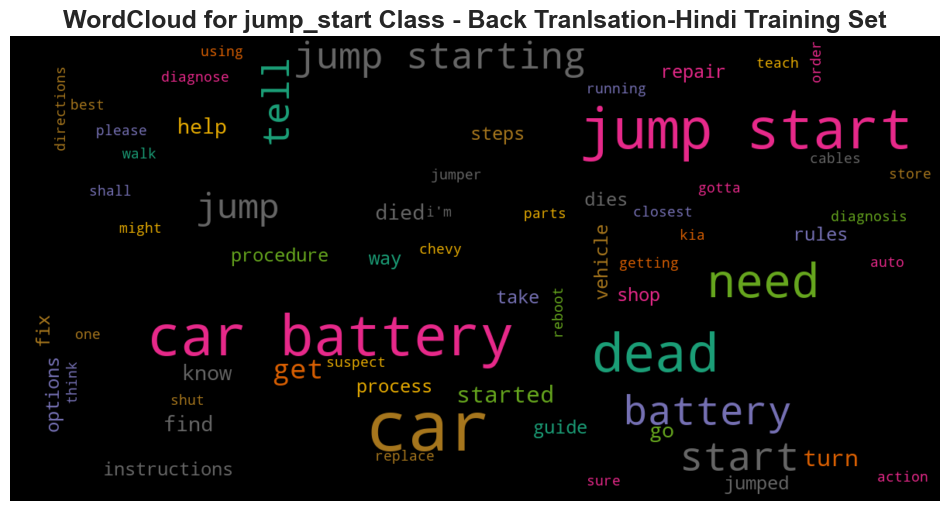 WordCloud for jump_start Class - Back Tranlsation-Hindi Training Set
using
jump starting
tell
diagnose
repair
teach
order
directions
best
running
please
help
steps
jump start
walk
cables
jumper
store
shall
jump
dies
gotta
died
i'm
parts
closest
diagnosis
might
chevy
kia
rules
procedure
way
vehicle
getting
auto
take
shop
need
reboot
fix
one
car battery
dead
options
think
know
get
suspect
process
started
shut
find
car
guide
battery
go
replace
instructions
start
turn
sure
jumped
action